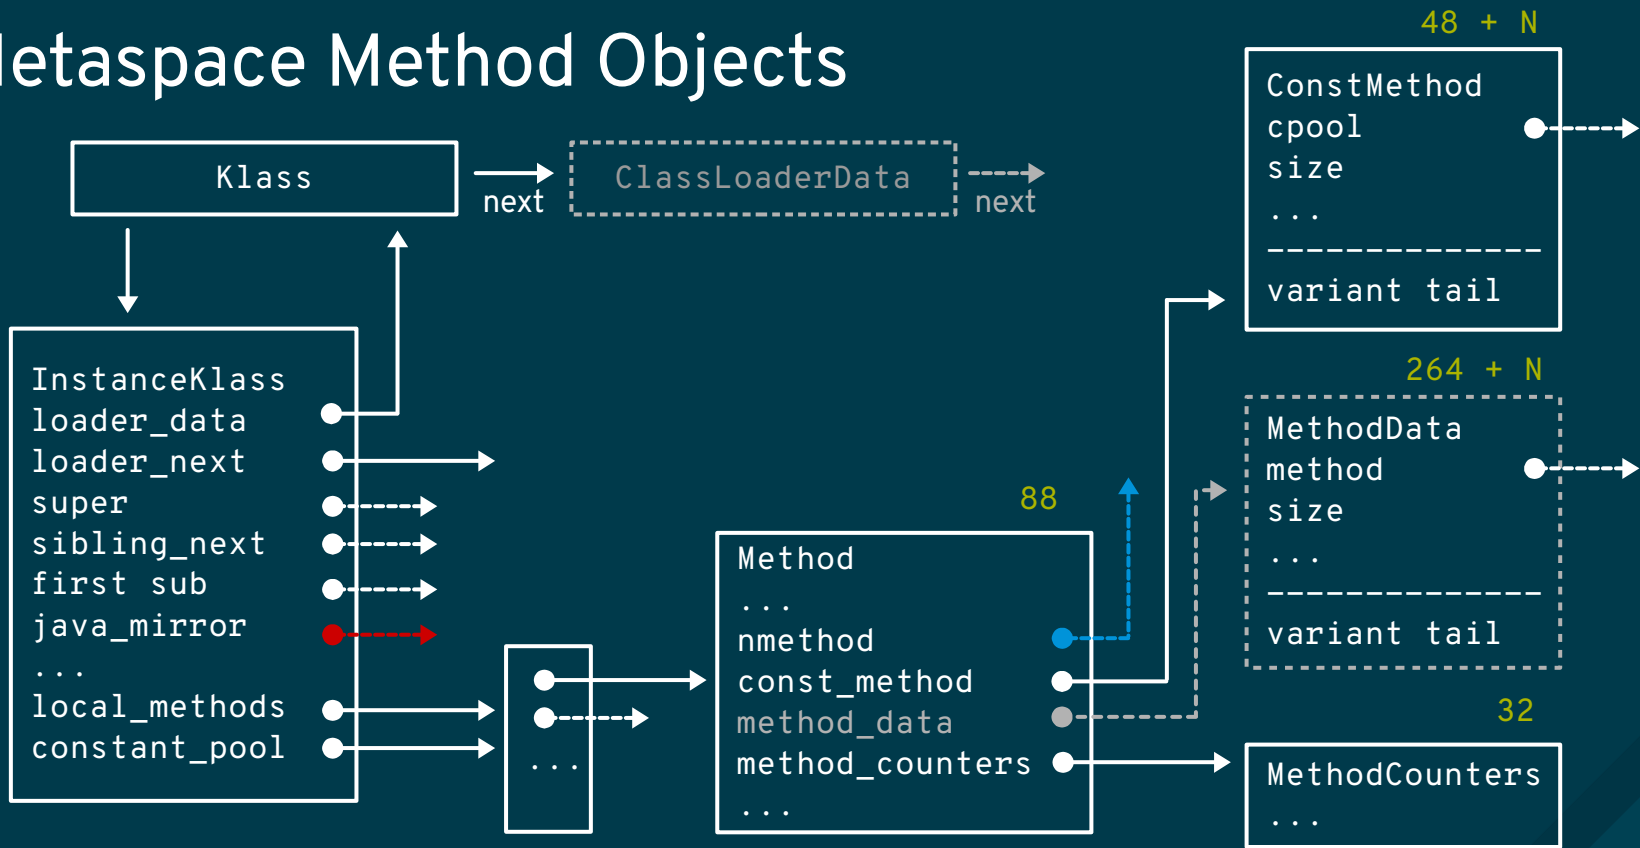 etaspace Method Objects
Klass
next
ClassLoaderData
next
InstanceKlass
loader_data
loader_next
super
sibling_next
first sub
java_mirror
...
local_methods
constant_pool
...
88
Method
...
nmethod
const_method
method_data
method_counters
...
48 + N
ConstMethod
cpool
size
...
--------------
variant tail
264 + N
MethodData
method
size
...
--------------
variant tail
32
MethodCounters
...